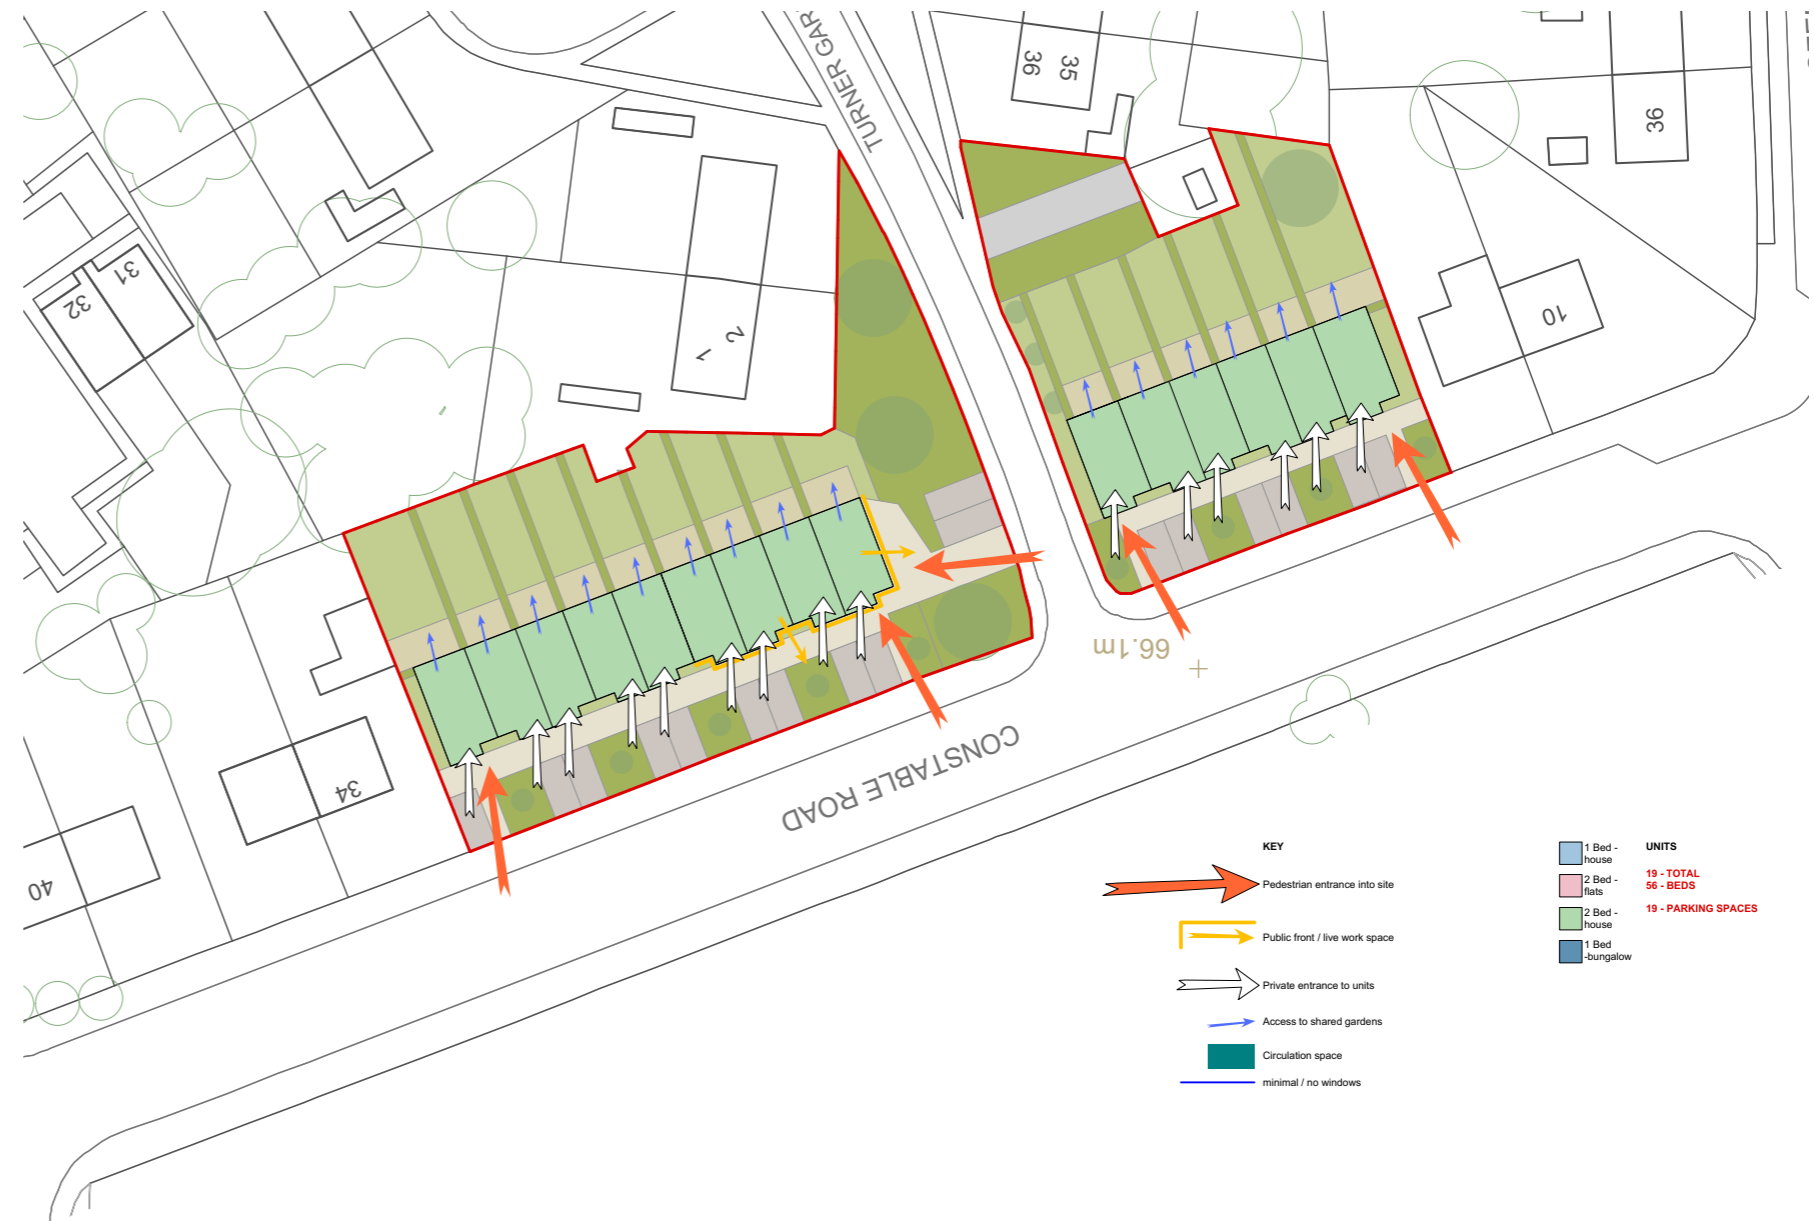 TURNER GAR
36
35
36
31
32
2
1
10
66.1m
CONSTABLE ROAD
34
40
KEY
Pedestrian entrance into site
Public front / live work space
Private entrance to units
Access to shared gardens
Circulation space
minimal / no windows
1 Bed -
house
2 Bed -
flats
2 Bed -
house
1 Bed
-bungalow
UNITS
19 - TOTAL
56 - BEDS
19 - PARKING SPACES